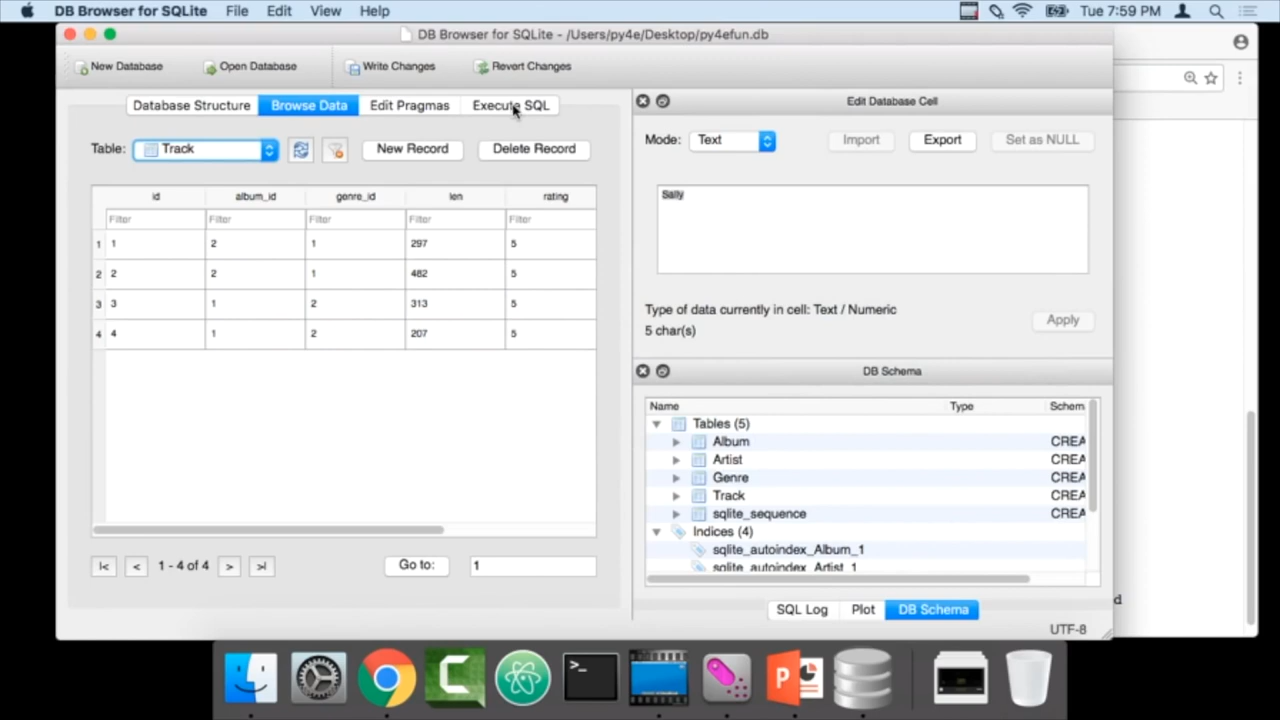 DB Browser for SQLite File Edit View Help Tue 7:59 PM
DB Browser for SQLite - /Users/py4e/Desktop/py4efun.db
New Database Open Database Write Changes Revert Changes
Database Structure Browse Data Edit Pragmas Execute SQL
Table: Track New Record Delete Record
id album_id genre_id len rating
Filter Filter Filter Filter Filter
1 1 2 1 297 5
2 2 2 1 482 5
3 3 1 2 313 5
4 4 1 2 207 5
|< < 1 - 4 of 4 > >| Go to: 1
Edit Database Cell
Mode: Text Import Export Set as NULL
Sally
Type of data currently in cell: Text / Numeric
5 char(s)
Apply
DB Schema
Name Type Schem
Tables (5)
Album CREA
Artist CREA
Genre CREA
Track CREA
sqlite_sequence CREA
Indices (4)
sqlite_autoindex_Album_1
sqlite_autoindex_Artist_1
SQL Log Plot DB Schema
UTF-8
d
>_
C
P